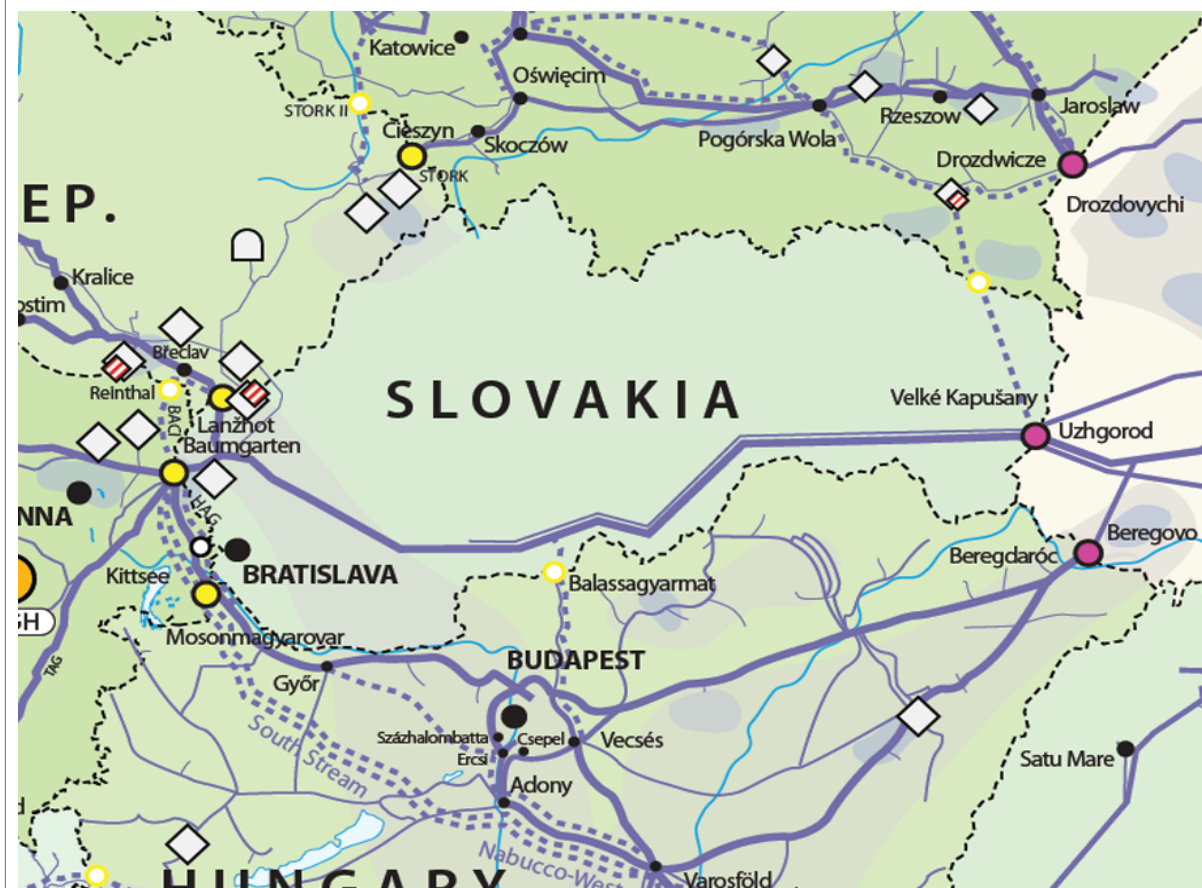 Katowice
Oświęcim
STORK II
Cieszyn
Skoczów
STORK
Pogórska Wola
Rzeszow
Jaroslaw
Drozdwicze
Drozdovychi
EP.
Kralice
ostim
Břeclav
Reinthal
BACI
Lanžhot
Baumgarten
SLOVAKIA
Velké Kapušany
Uzhgorod
NNA
HAG
BRATISLAVA
Kittsee
GH
TAG
Mosonmagyarovar
Győr
Balassagyarmat
Beregdaróc
Beregovo
BUDAPEST
Százhalombatta
Csepel
Ercsi
Vecsés
Adony
South Stream
Satu Mare
d
Nabucco-West
HUNGARY
Varosföld